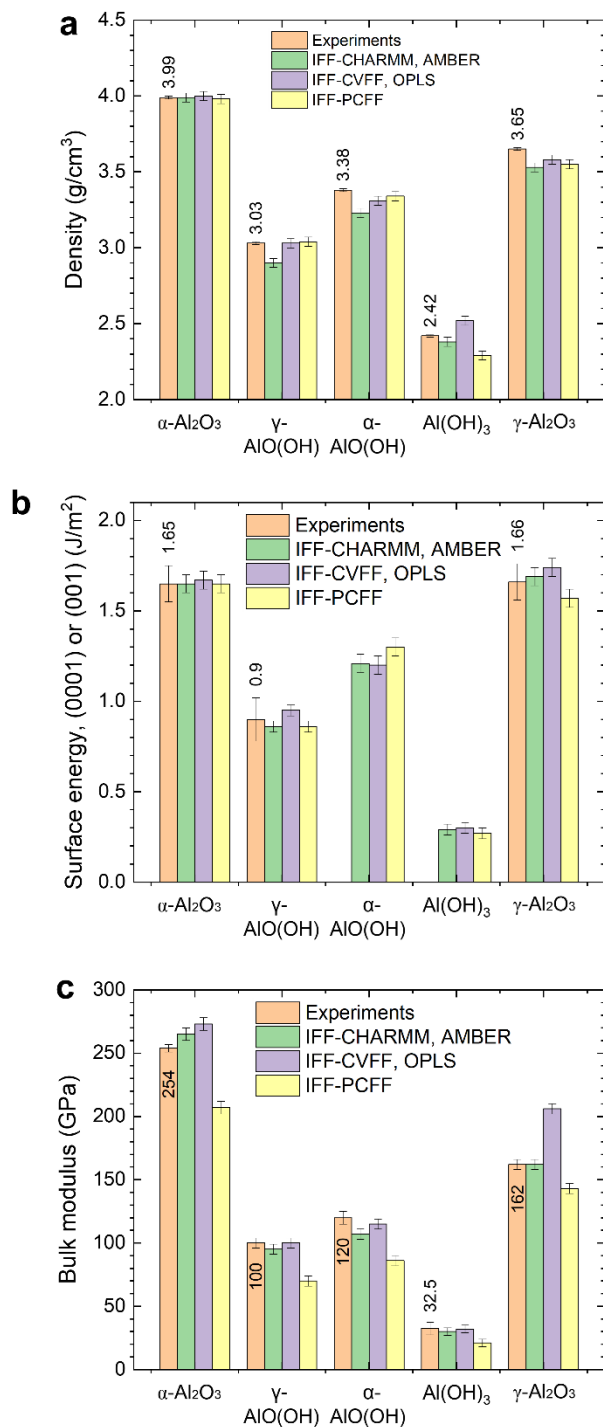 a
Experiments
IFF-CHARMM, AMBER
IFF-CVFF, OPLS
IFF-PCFF
4.5
4.0
3.5
3.0
2.5
2.0
Density (g/cm³)
3.99
3.03
3.38
2.42
3.65
α-Al₂O₃
γ-
AlO(OH)
α-
AlO(OH)
Al(OH)₃
γ-Al₂O₃
b
Experiments
IFF-CHARMM, AMBER
IFF-CVFF, OPLS
IFF-PCFF
2.0
1.5
1.0
0.5
0.0
Surface energy, (0001) or (001) (J/m²)
1.65
0.9
1.66
α-Al₂O₃
γ-
AlO(OH)
α-
AlO(OH)
Al(OH)₃
γ-Al₂O₃
c
Experiments
IFF-CHARMM, AMBER
IFF-CVFF, OPLS
IFF-PCFF
300
250
200
150
100
50
0
Bulk modulus (GPa)
254
100
120
32.5
162
α-Al₂O₃
γ-
AlO(OH)
α-
AlO(OH)
Al(OH)₃
γ-Al₂O₃